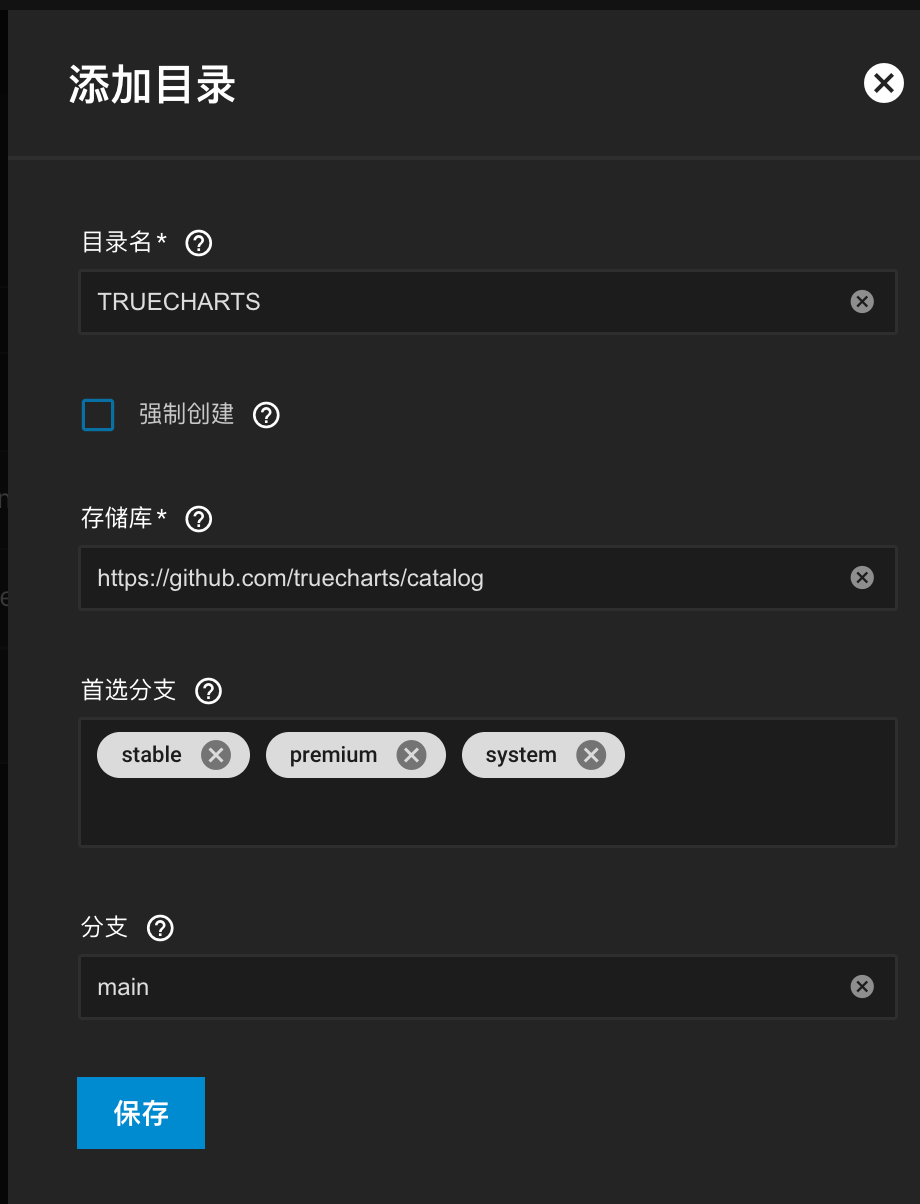 添加目录
目录名*
TRUECHARTS
强制创建
存储库*
https://github.com/truecharts/catalog
首选分支
stable premium system
分支
main
保存